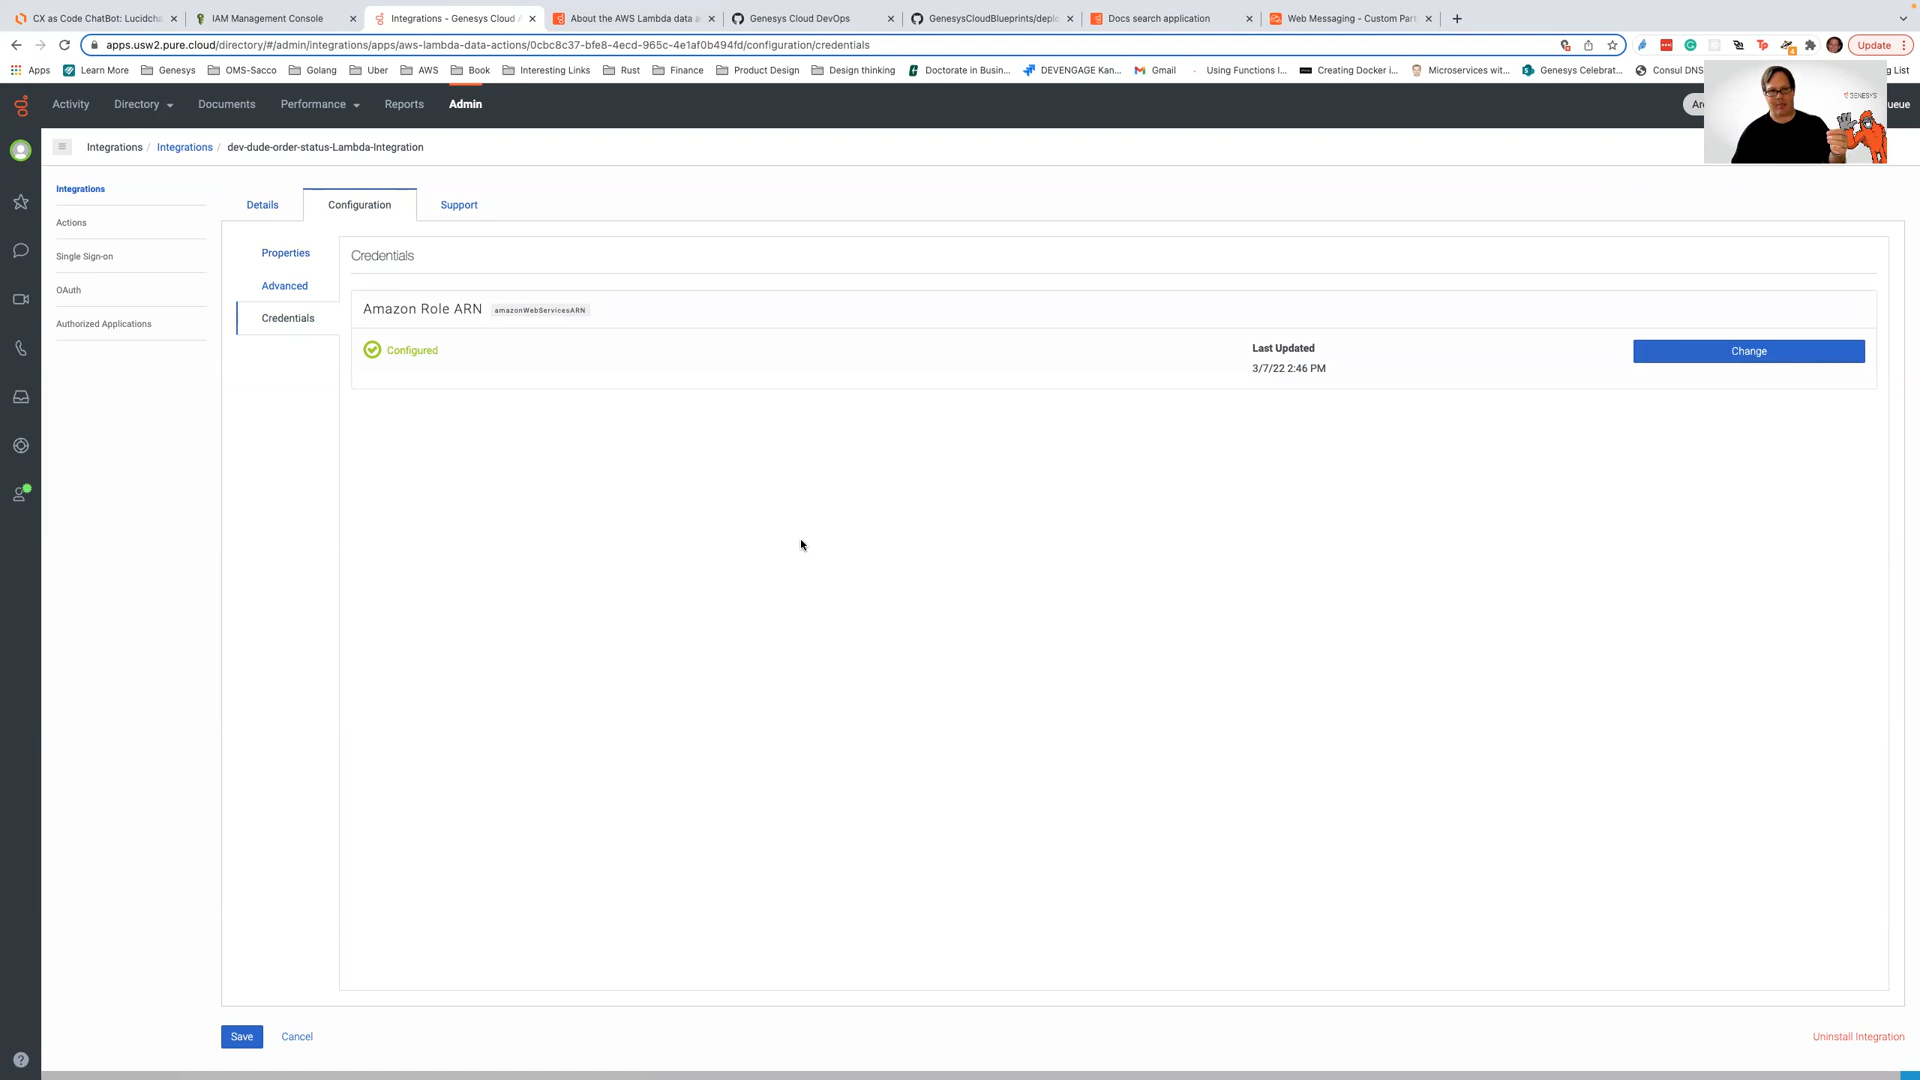 CX as Code ChatBot: Lucidcha
IAM Management Console
Integrations - Genesys Cloud A
About the AWS Lambda data a
Genesys Cloud DevOps
GenesysCloudBlueprints/deplo
Docs search application
Web Messaging - Custom Part
apps.usw2.pure.cloud/directory/#/admin/integrations/apps/aws-lambda-data-actions/0cbc8c37-bfe8-4ecd-965c-4e1af0b494fd/configuration/credentials
Update
Apps
Learn More
Genesys
OMS-Sacco
Golang
Uber
AWS
Book
Interesting Links
Rust
Finance
Product Design
Design thinking
Doctorate in Busin...
DEVENGAGE Kan...
Gmail
Using Functions I...
Creating Docker i...
Microservices wit...
Genesys Celebrat...
Consul DNS
g List
Activity
Directory
Documents
Performance
Reports
Admin
ueue
GENESYS
Integrations / Integrations / dev-dude-order-status-Lambda-Integration
Integrations
Actions
Single Sign-on
OAuth
Authorized Applications
Details
Configuration
Support
Properties
Advanced
Credentials
Credentials
Amazon Role ARN amazonWebServicesARN
Configured
Last Updated
3/7/22 2:46 PM
Change
Save
Cancel
Uninstall Integration